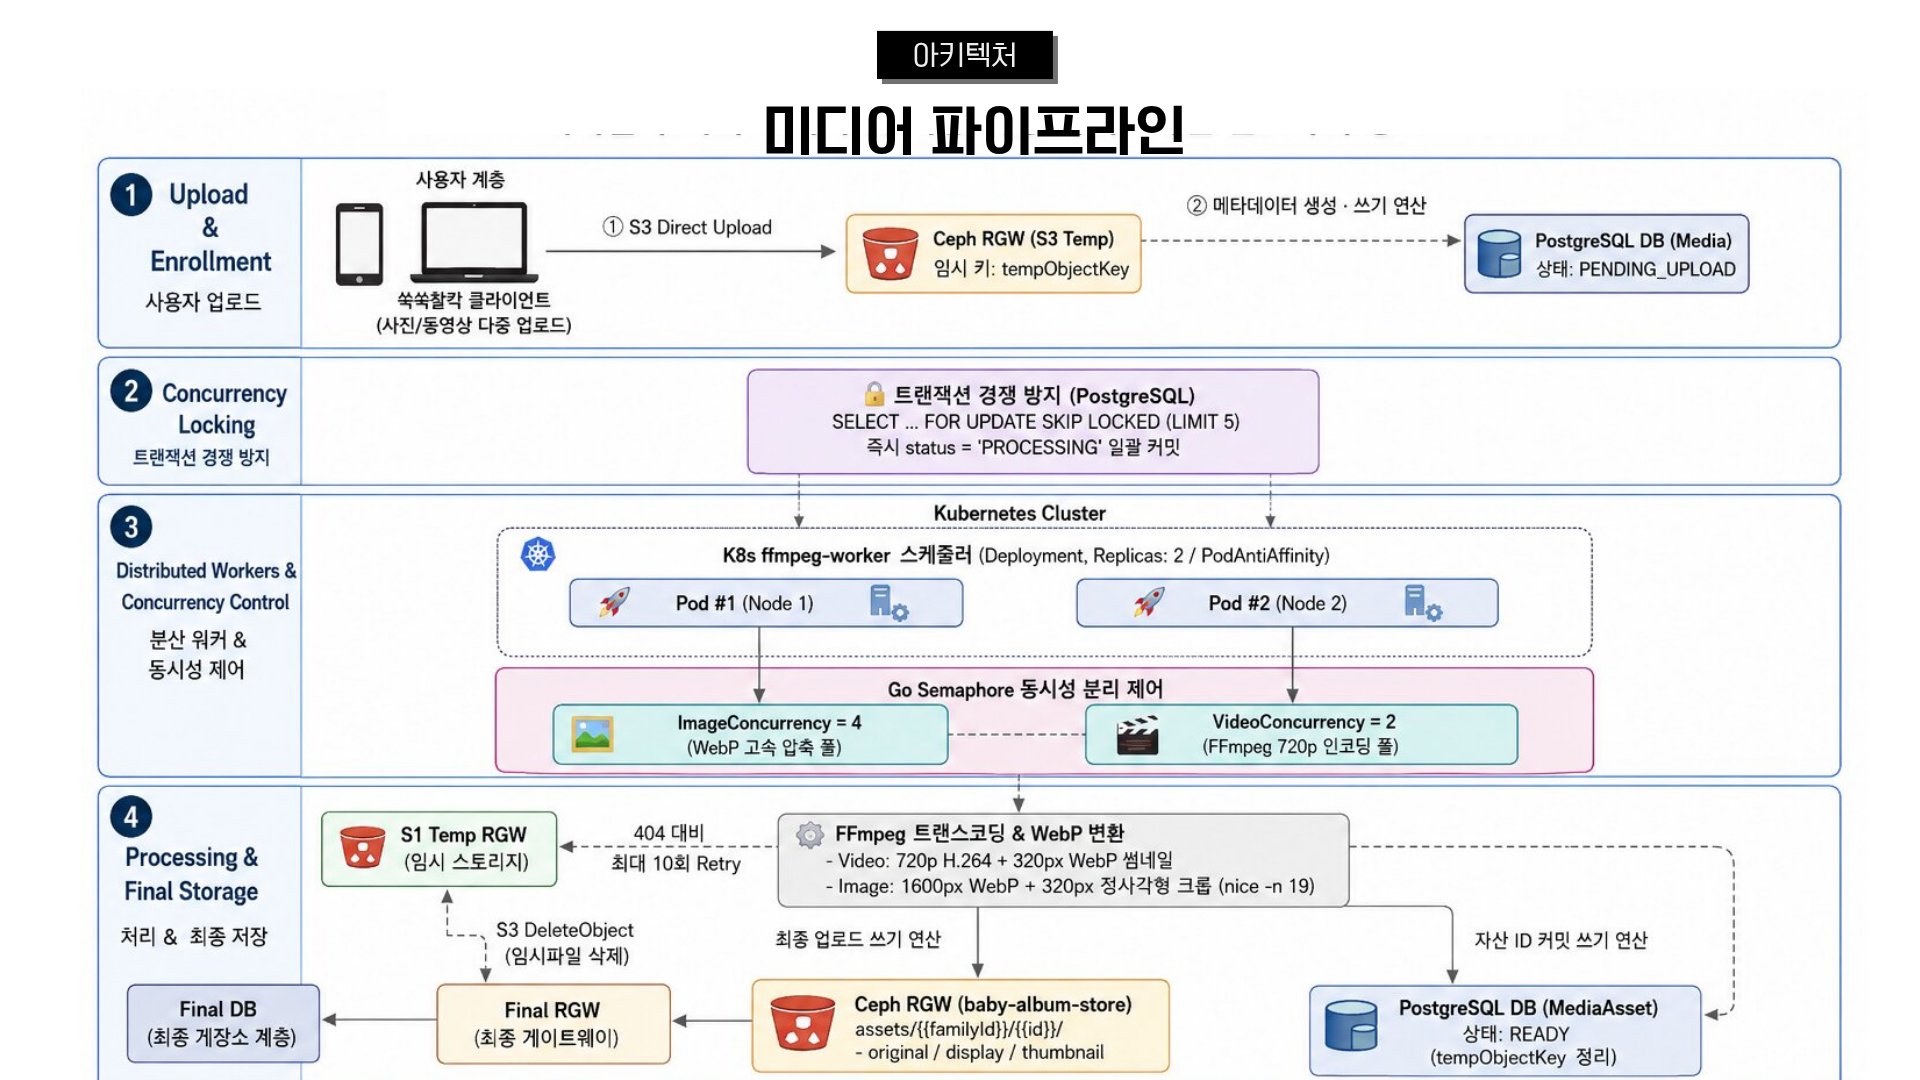 아키텍처
미디어 파이프라인
1 Upload
&
Enrollment
사용자 업로드
사용자 계층
쑥쑥찰칵 클라이언트
(사진/동영상 다중 업로드)
① S3 Direct Upload
Ceph RGW (S3 Temp)
임시 키: tempObjectKey
② 메타데이터 생성 · 쓰기 연산
PostgreSQL DB (Media)
상태: PENDING_UPLOAD
2 Concurrency
Locking
트랜잭션 경쟁 방지
트랜잭션 경쟁 방지 (PostgreSQL)
SELECT ... FOR UPDATE SKIP LOCKED (LIMIT 5)
즉시 status = 'PROCESSING' 일괄 커밋
3
Distributed Workers &
Concurrency Control
분산 워커 &
동시성 제어
Kubernetes Cluster
K8s ffmpeg-worker 스케줄러 (Deployment, Replicas: 2 / PodAntiAffinity)
Pod #1 (Node 1)
Pod #2 (Node 2)
Go Semaphore 동시성 분리 제어
ImageConcurrency = 4
(WebP 고속 압축 풀)
VideoConcurrency = 2
(FFmpeg 720p 인코딩 풀)
4
Processing &
Final Storage
처리 & 최종 저장
S1 Temp RGW
(임시 스토리지)
404 대비
최대 10회 Retry
FFmpeg 트랜스코딩 & WebP 변환
- Video: 720p H.264 + 320px WebP 썸네일
- Image: 1600px WebP + 320px 정사각형 크롭 (nice -n 19)
S3 DeleteObject
(임시파일 삭제)
최종 업로드 쓰기 연산
자산 ID 커밋 쓰기 연산
Final DB
(최종 게장소 계층)
Final RGW
(최종 게이트웨이)
Ceph RGW (baby-album-store)
assets/{{familyId}}/{{id}}/
- original / display / thumbnail
PostgreSQL DB (MediaAsset)
상태: READY
(tempObjectKey 정리)